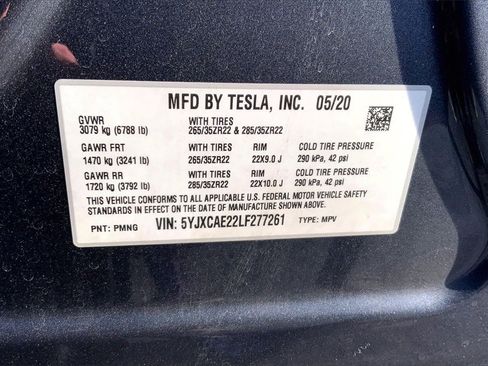 MFD BY TESLA, INC. 05/20
GVWR WITH TIRES
3079 kg (6788 lb) 265/35ZR22 & 285/35ZR22
GAWR FRT WITH TIRES RIM COLD TIRE PRESSURE
1470 kg (3241 lb) 265/35ZR22 22X9.0 J 290 kPa, 42 psi
GAWR RR WITH TIRES RIM COLD TIRE PRESSURE
1720 kg (3792 lb) 285/35ZR22 22X10.0 J 290 kPa, 42 psi
THIS VEHICLE CONFORMS TO ALL APPLICABLE U.S. FEDERAL MOTOR VEHICLE SAFETY
STANDARDS IN EFFECT ON THE DATE OF MANUFACTURE SHOWN ABOVE.
PNT: PMNG VIN: 5YJXCAE22LF277261 TYPE: MPV